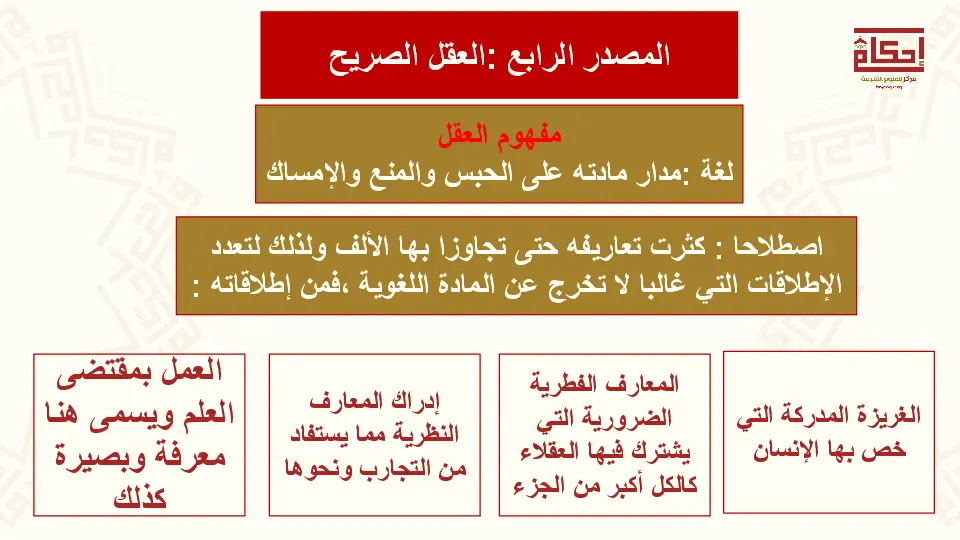 إحكام
مركز للعلوم الشرعية
المصدر الرابع :العقل الصريح
مفهوم العقل
لغة :مدار مادته على الحبس والمنع والإمساك
اصطلاحا : كثرت تعاريفه حتى تجاوزا بها الألف ولذلك لتعدد
الإطلاقات التي غالبا لا تخرج عن المادة اللغوية ،فمن إطلاقاته :
الغريزة المدركة التي
خص بها الإنسان
المعارف الفطرية
الضرورية التي
يشترك فيها العقلاء
كالكل أكبر من الجزء
إدراك المعارف
النظرية مما يستفاد
من التجارب ونحوها
العمل بمقتضى
العلم ويسمى هنا
معرفة وبصيرة
كذلك